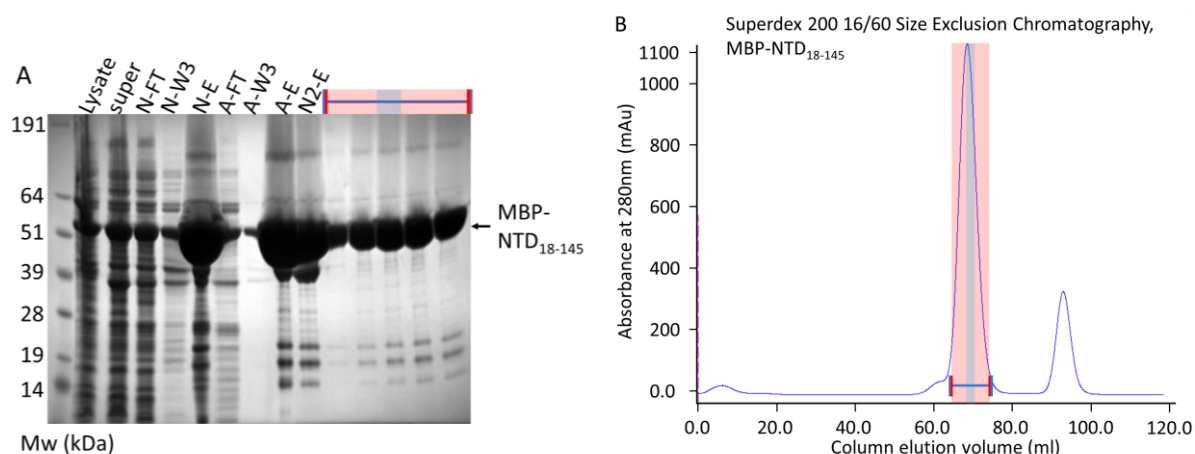 A
Lysate
super
N-FT
N-W3
N-E
A-FT
A-W3
A-E
N2-E
191
64
51
39
28
19
14
Mw (kDa)
MBP-
NTD18-145
B
Superdex 200 16/60 Size Exclusion Chromatography,
MBP-NTD18-145
Absorbance at 280nm (mAu)
1100
1000
800
600
400
200
0.0
0.0
20.0
40.0
60.0
80.0
100.0
120.0
Column elution volume (ml)